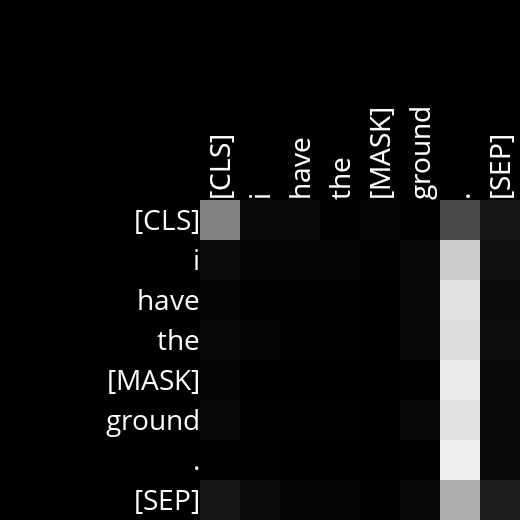 [CLS] i have the [MASK] ground . [SEP]
[CLS]
i
have
the
[MASK]
ground
.
[SEP]